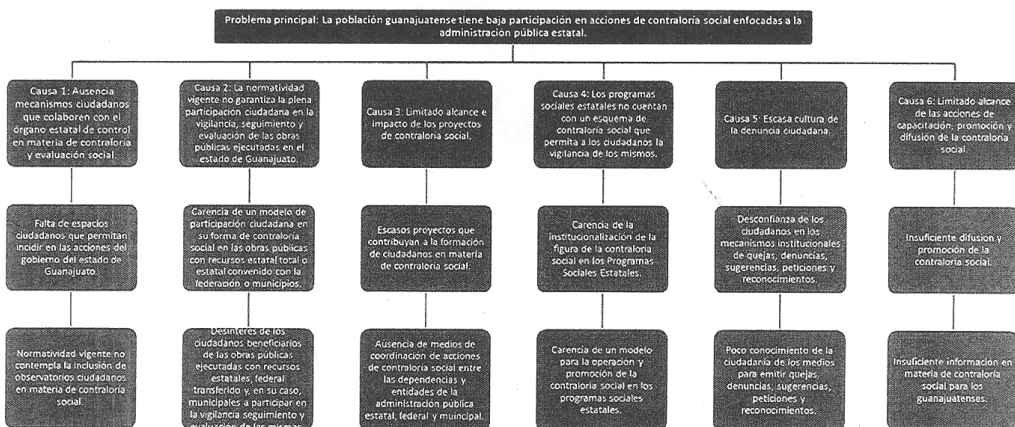 Problema principal: La población guanajuatense tiene baja participación en acciones de contraloría social enfocadas a la
administración pública estatal.
Causa 1: Ausencia
mecanismos ciudadanos
que colaboren con el
órgano estatal de control
en materia de contraloría
y evaluación social.
Falta de espacios
ciudadanos que permitan
incidir en las acciones del
gobierno del estado de
Guanajuato.
Normatividad vigente no
contempla la inclusión de
observatorios ciudadanos
en materia de contraloría
social.
Causa 2: La normatividad
vigente no garantiza la plena
participación ciudadana en la
vigilancia, seguimiento y
evaluación de las obras
públicas ejecutadas en el
estado de Guanajuato.
Carencia de un modelo de
participación ciudadana en
su forma de contraloría
social en las obras públicas
con recursos estatal total o
estatal convenido con la
federación o municipios.
Desinterés de los
ciudadanos beneficiarios
de las obras públicas
ejecutadas con recursos
estatales, federal
transferido y, en su caso,
municipales a participar en
la vigilancia seguimiento y
evaluación de las mismas.
Causa 3: Limitado alcance e
impacto de los proyectos
de contraloría social.
Escasos proyectos que
contribuyan a la formación
de ciudadanos en materia
de contraloría social.
Ausencia de medios de
coordinación de acciones
de contraloría social entre
las dependencias y
entidades de la
administración pública
estatal, federal y muincipal.
Causa 4: Los programas
sociales estatales no cuentan
con un esquema de
contraloría social que
permita a los ciudadanos la
vigilancia de los mismos.
Carencia de la
institucionalización de la
figura de la contraloría
social en los Programas
Sociales Estatales.
Carencia de un modelo
para la operación y
promoción de la
contraloría social en los
programas sociales
estatales.
Causa 5: Escasa cultura de
la denuncia ciudadana.
Desconfianza de los
ciudadanos en los
mecanismos institucionales
de quejas, denuncias,
sugerencias, peticiones y
reconocimientos.
Poco conocimiento de la
ciudadanía de los medios
para emitir quejas,
denuncias, sugerencias,
peticiones y
reconocimientos.
Causa 6: Limitado alcance
de las acciones de
capacitación, promoción y
difusión de la contraloría
social
Insuficiente difusion y
promoción de la
contraloría social.
Insuficiente información en
materia de contraloría
social para los
guanajuatenses.